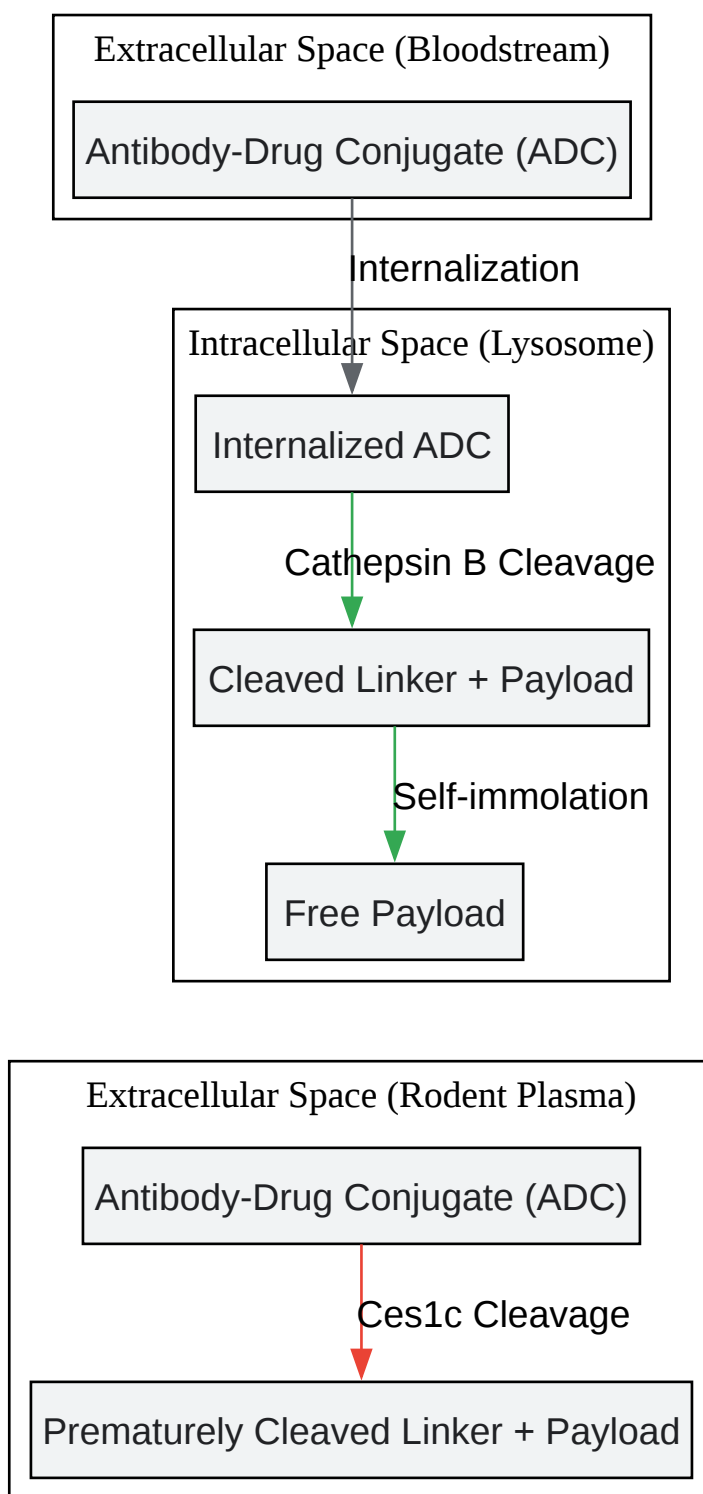 Extracellular Space (Bloodstream)
Antibody-Drug Conjugate (ADC)
Internalization
Intracellular Space (Lysosome)
Internalized ADC
Cathepsin B Cleavage
Cleaved Linker + Payload
Self-immolation
Free Payload
Extracellular Space (Rodent Plasma)
Antibody-Drug Conjugate (ADC)
Ces1c Cleavage
Prematurely Cleaved Linker + Payload